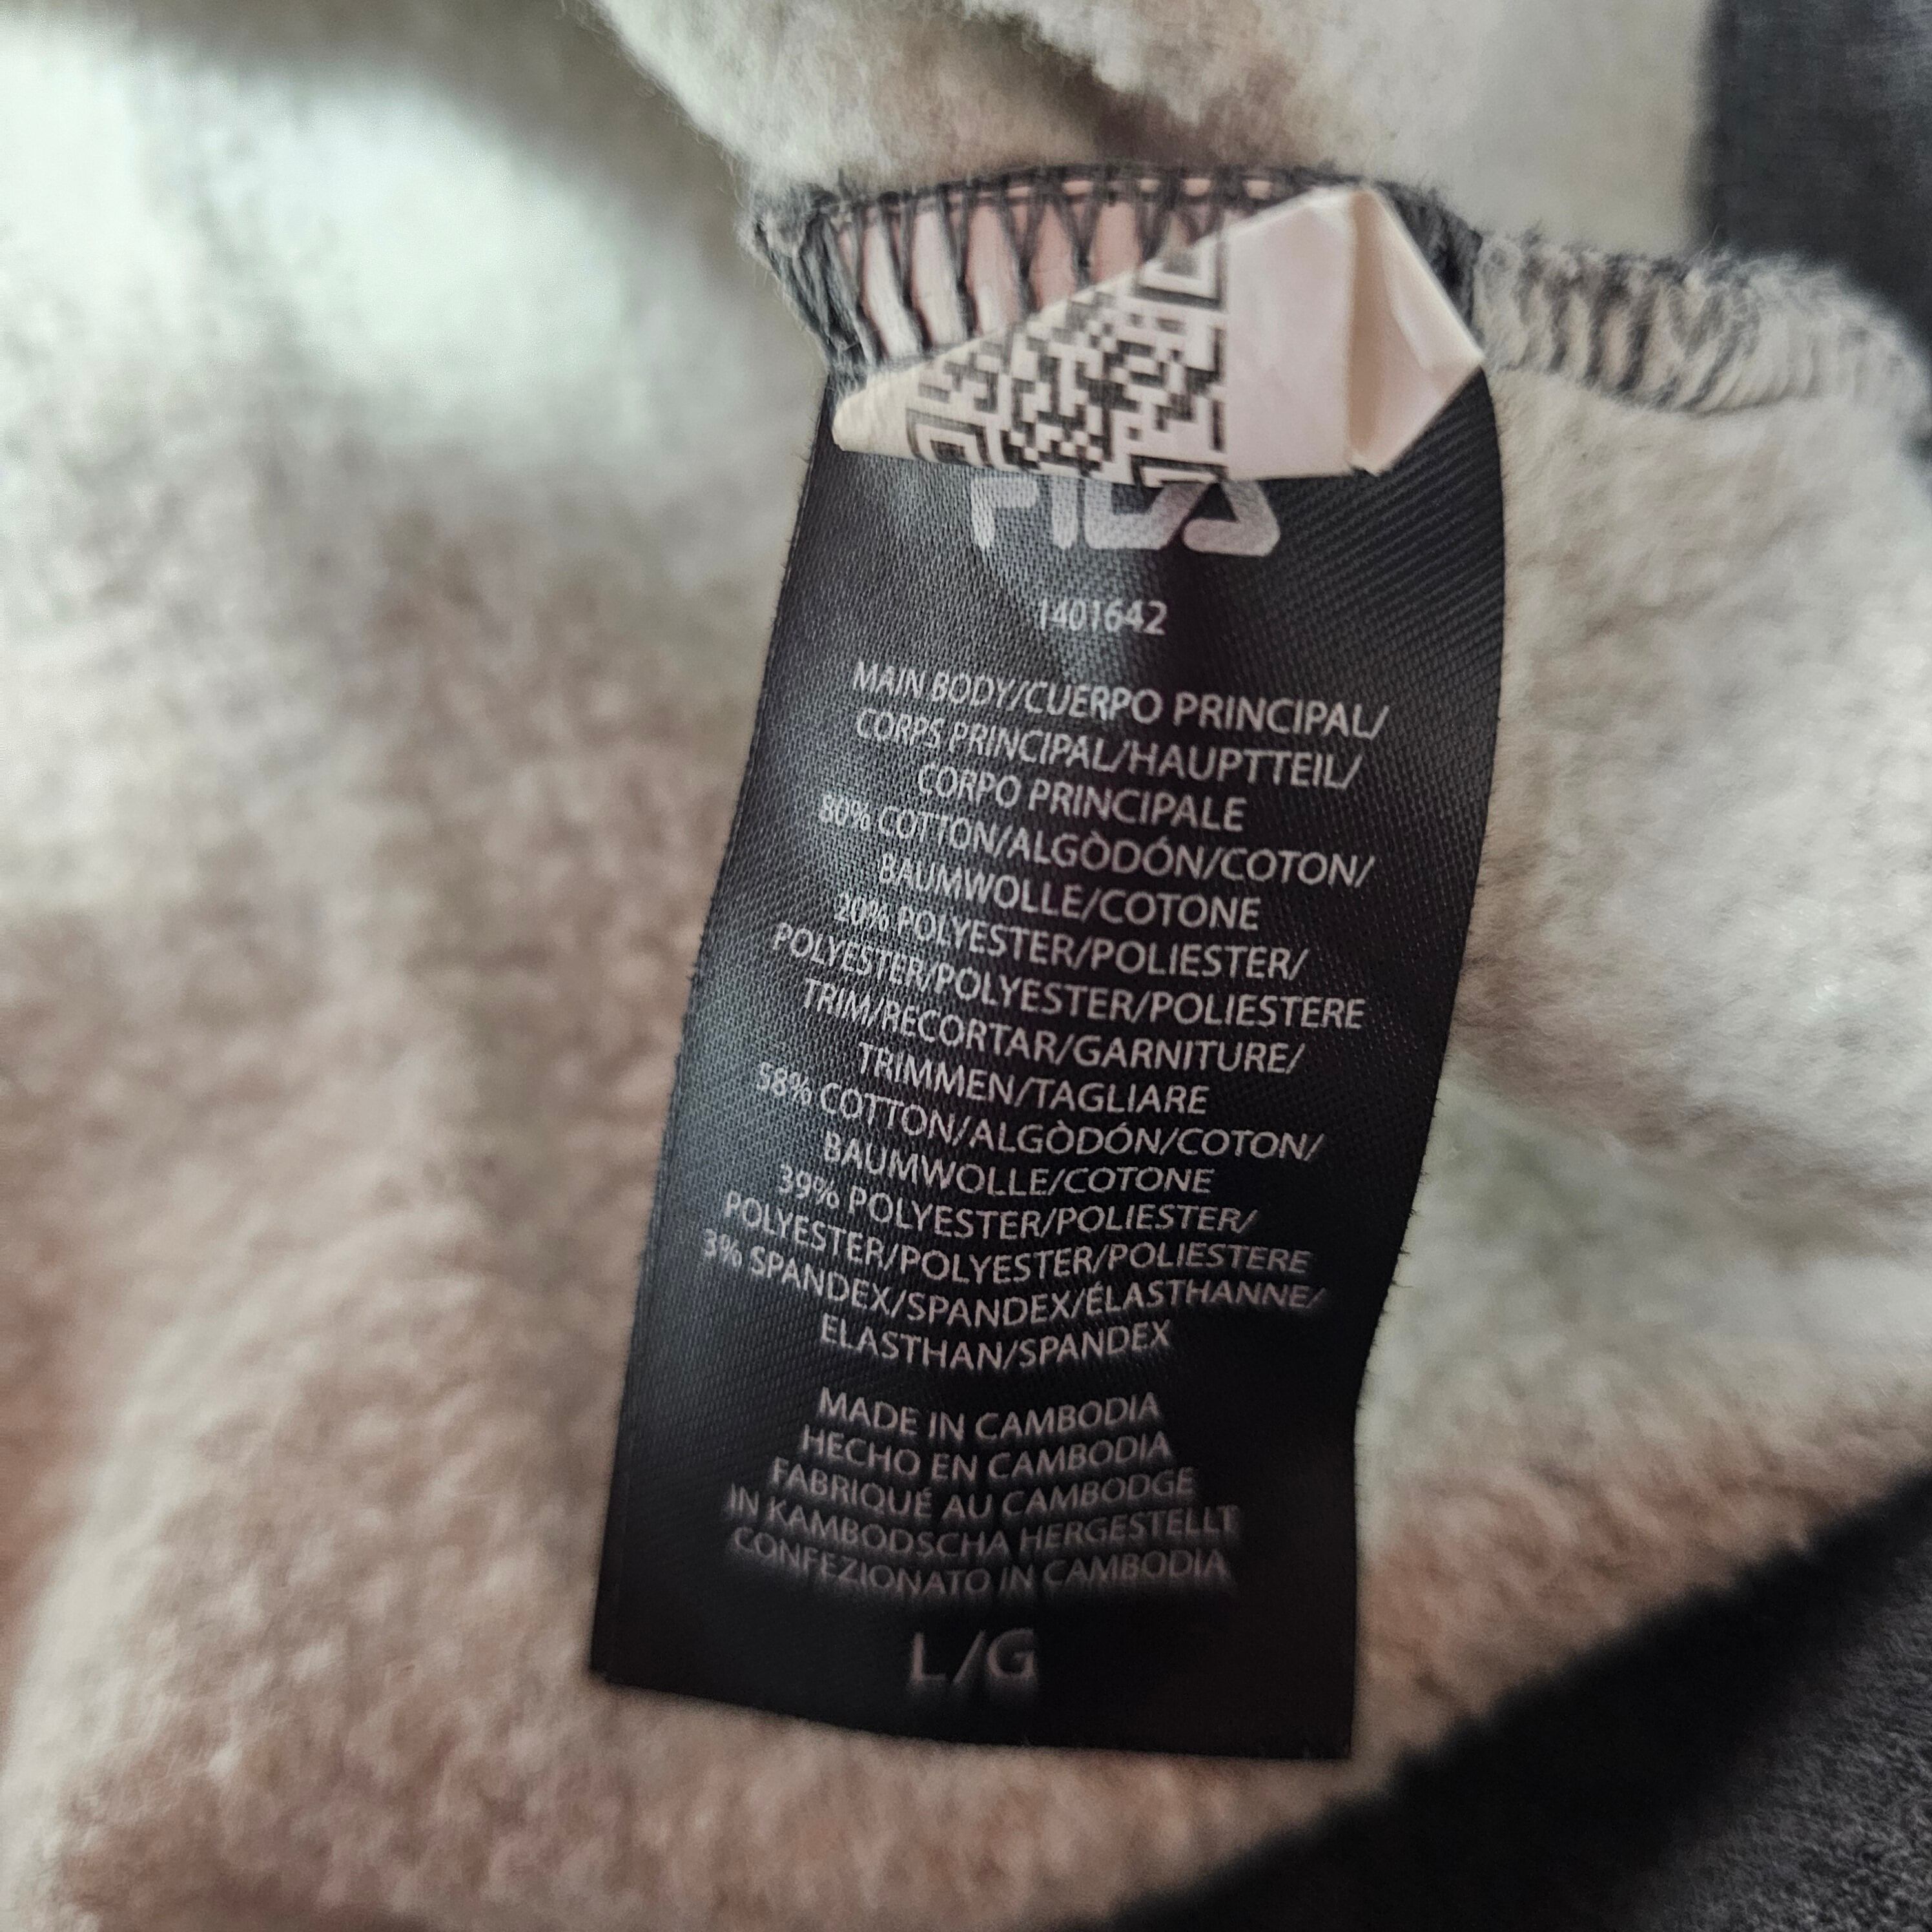 FILA
1401642
MAIN BODY/CUERPO PRINCIPAL/
CORPS PRINCIPAL/HAUPTTEIL/
CORPO PRINCIPALE
80% COTTON/ALGÒDÓN/COTON/
BAUMWOLLE/COTONE
20% POLYESTER/POLIESTER/
POLYESTER/POLYESTER/POLIESTERE
TRIM/RECORTAR/GARNITURE/
TRIMMEN/TAGLIARE
58% COTTON/ALGÒDÓN/COTON/
BAUMWOLLE/COTONE
39% POLYESTER/POLIESTER/
POLYESTER/POLYESTER/POLIESTERE
3% SPANDEX/SPANDEX/ÉLASTHANNE/
ELASTHAN/SPANDEX
MADE IN CAMBODIA
HECHO EN CAMBODIA
FABRIQUÉ AU CAMBODGE
IN KAMBODSCHA HERGESTELLT
CONFEZIONATO IN CAMBODIA
L/G